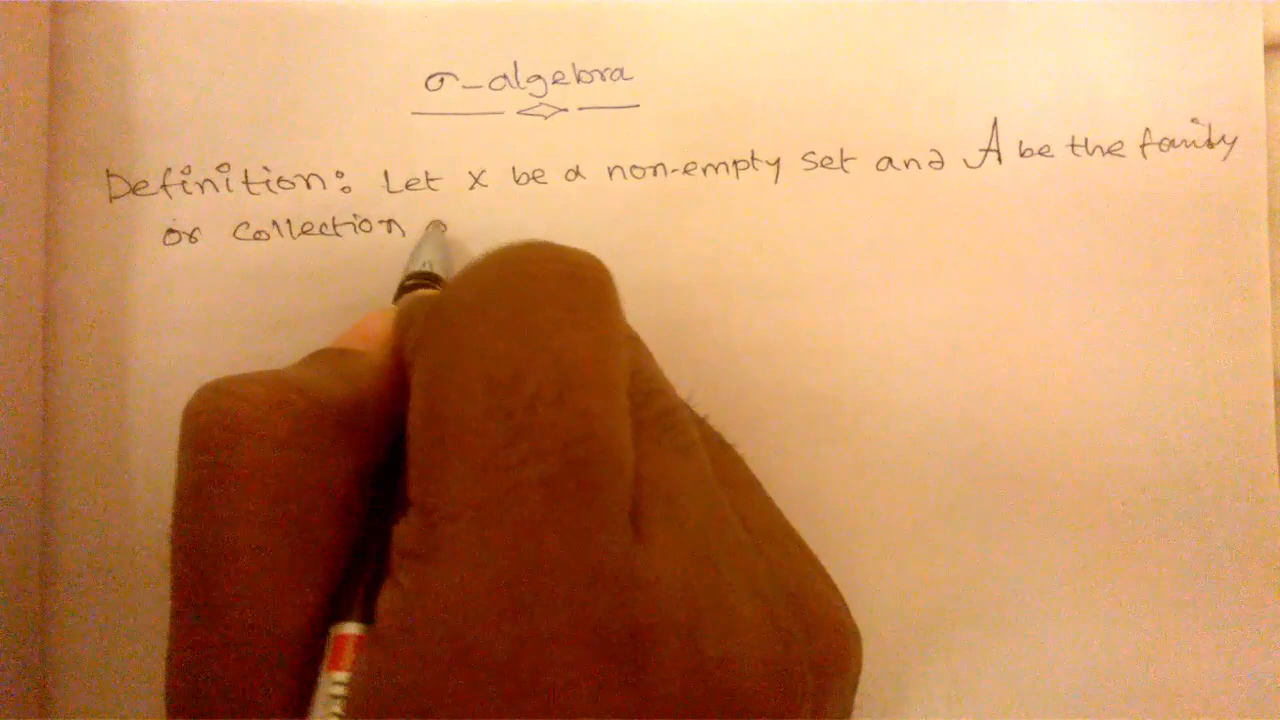 σ-algebra
Definition: Let X be a non-empty set and A be the family
or collection